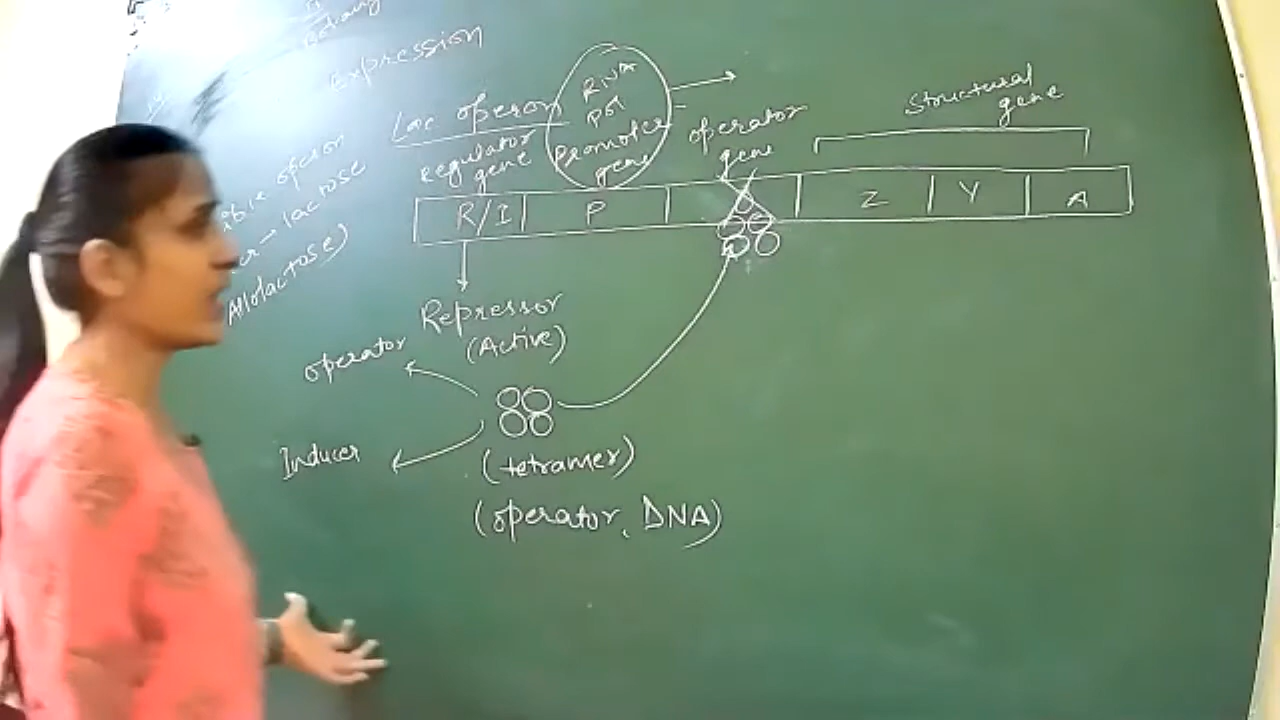 Expression
Lac operon
Regulator
gene
RNA
Pol
Promoter
gene
operator
gene
Structural
gene
R/I
P
Z
Y
A
operon
lactose
Allolactose)
Repressor
(Active)
operator
Inducer
(tetramer)
(operator, DNA)